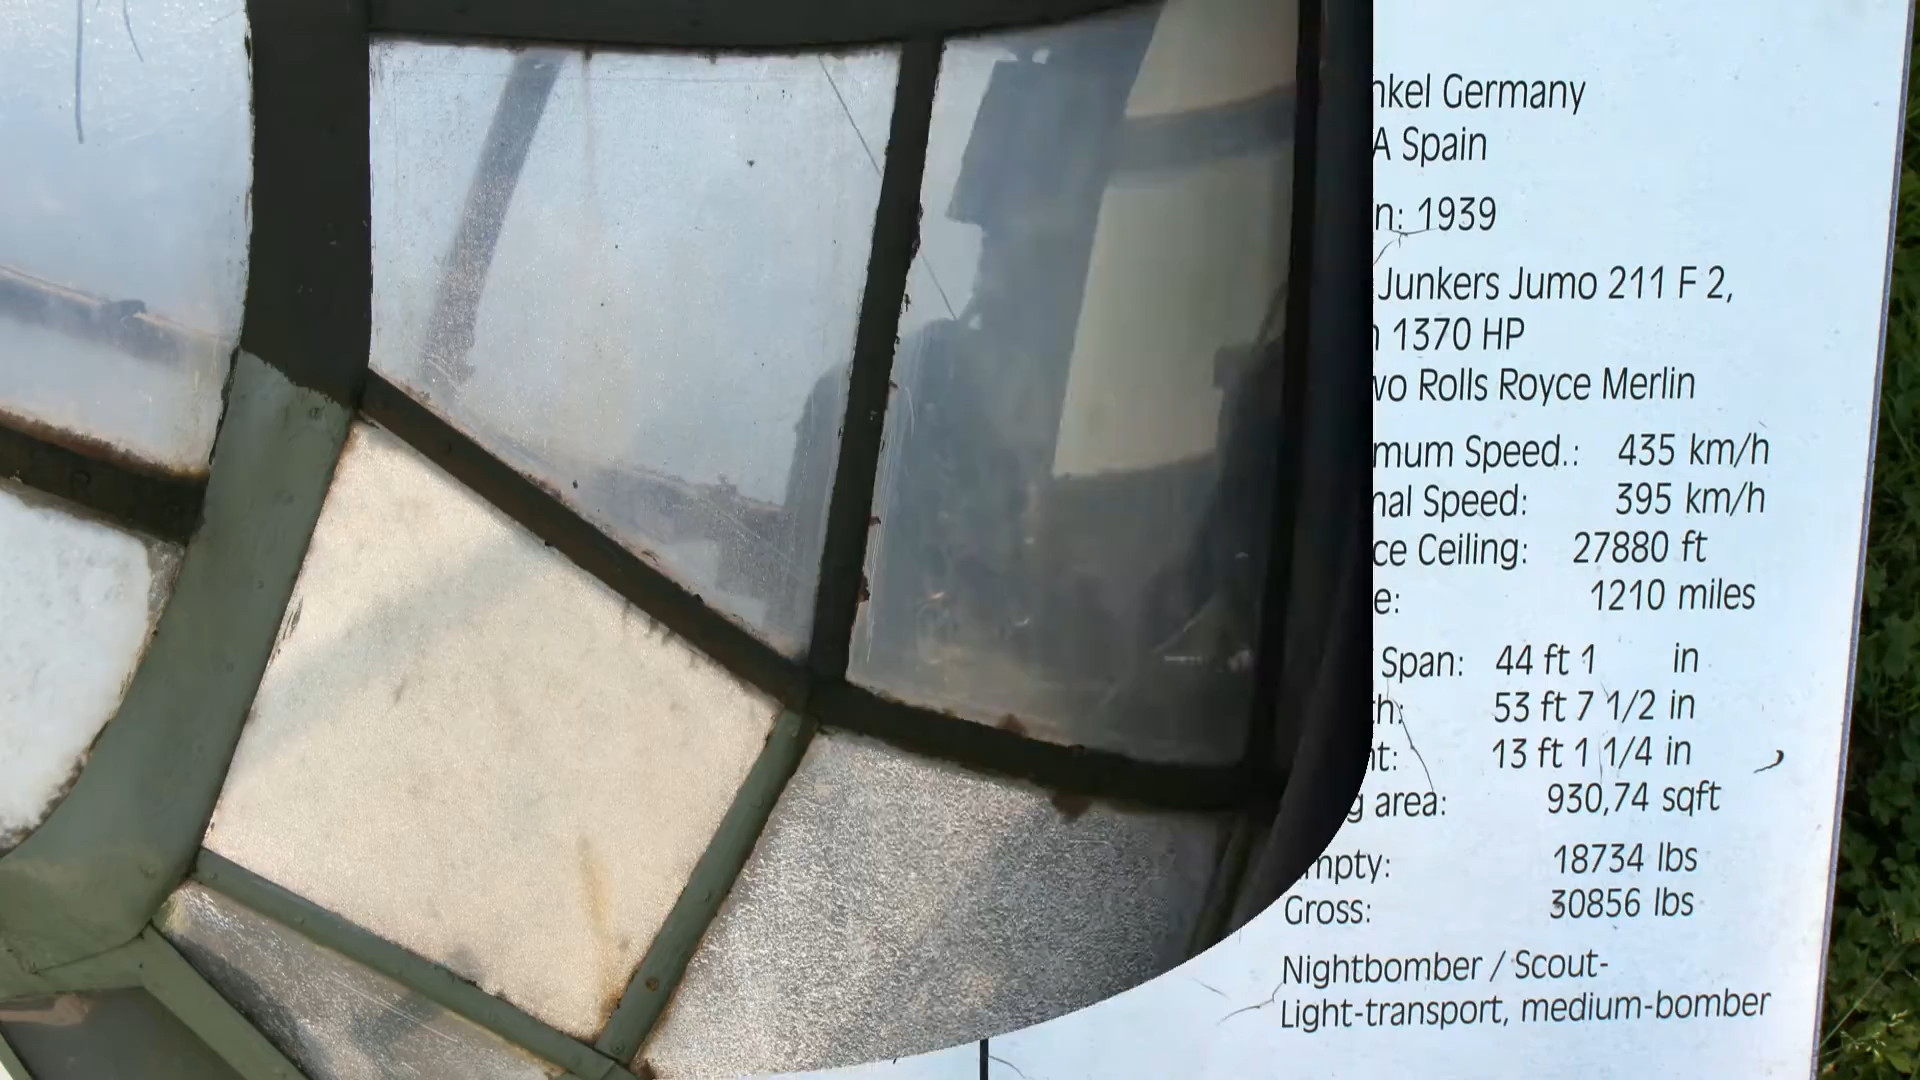 nkel Germany
A Spain
n: 1939
Junkers Jumo 211 F 2,
1370 HP
wo Rolls Royce Merlin
mum Speed.: 435 km/h
nal Speed: 395 km/h
ce Ceiling: 27880 ft
e: 1210 miles
Span: 44 ft 1 in
th: 53 ft 7 1/2 in
ht: 13 ft 1 1/4 in
g area: 930,74 sqft
mpty: 18734 lbs
Gross: 30856 lbs
Nightbomber / Scout-
Light-transport, medium-bomber